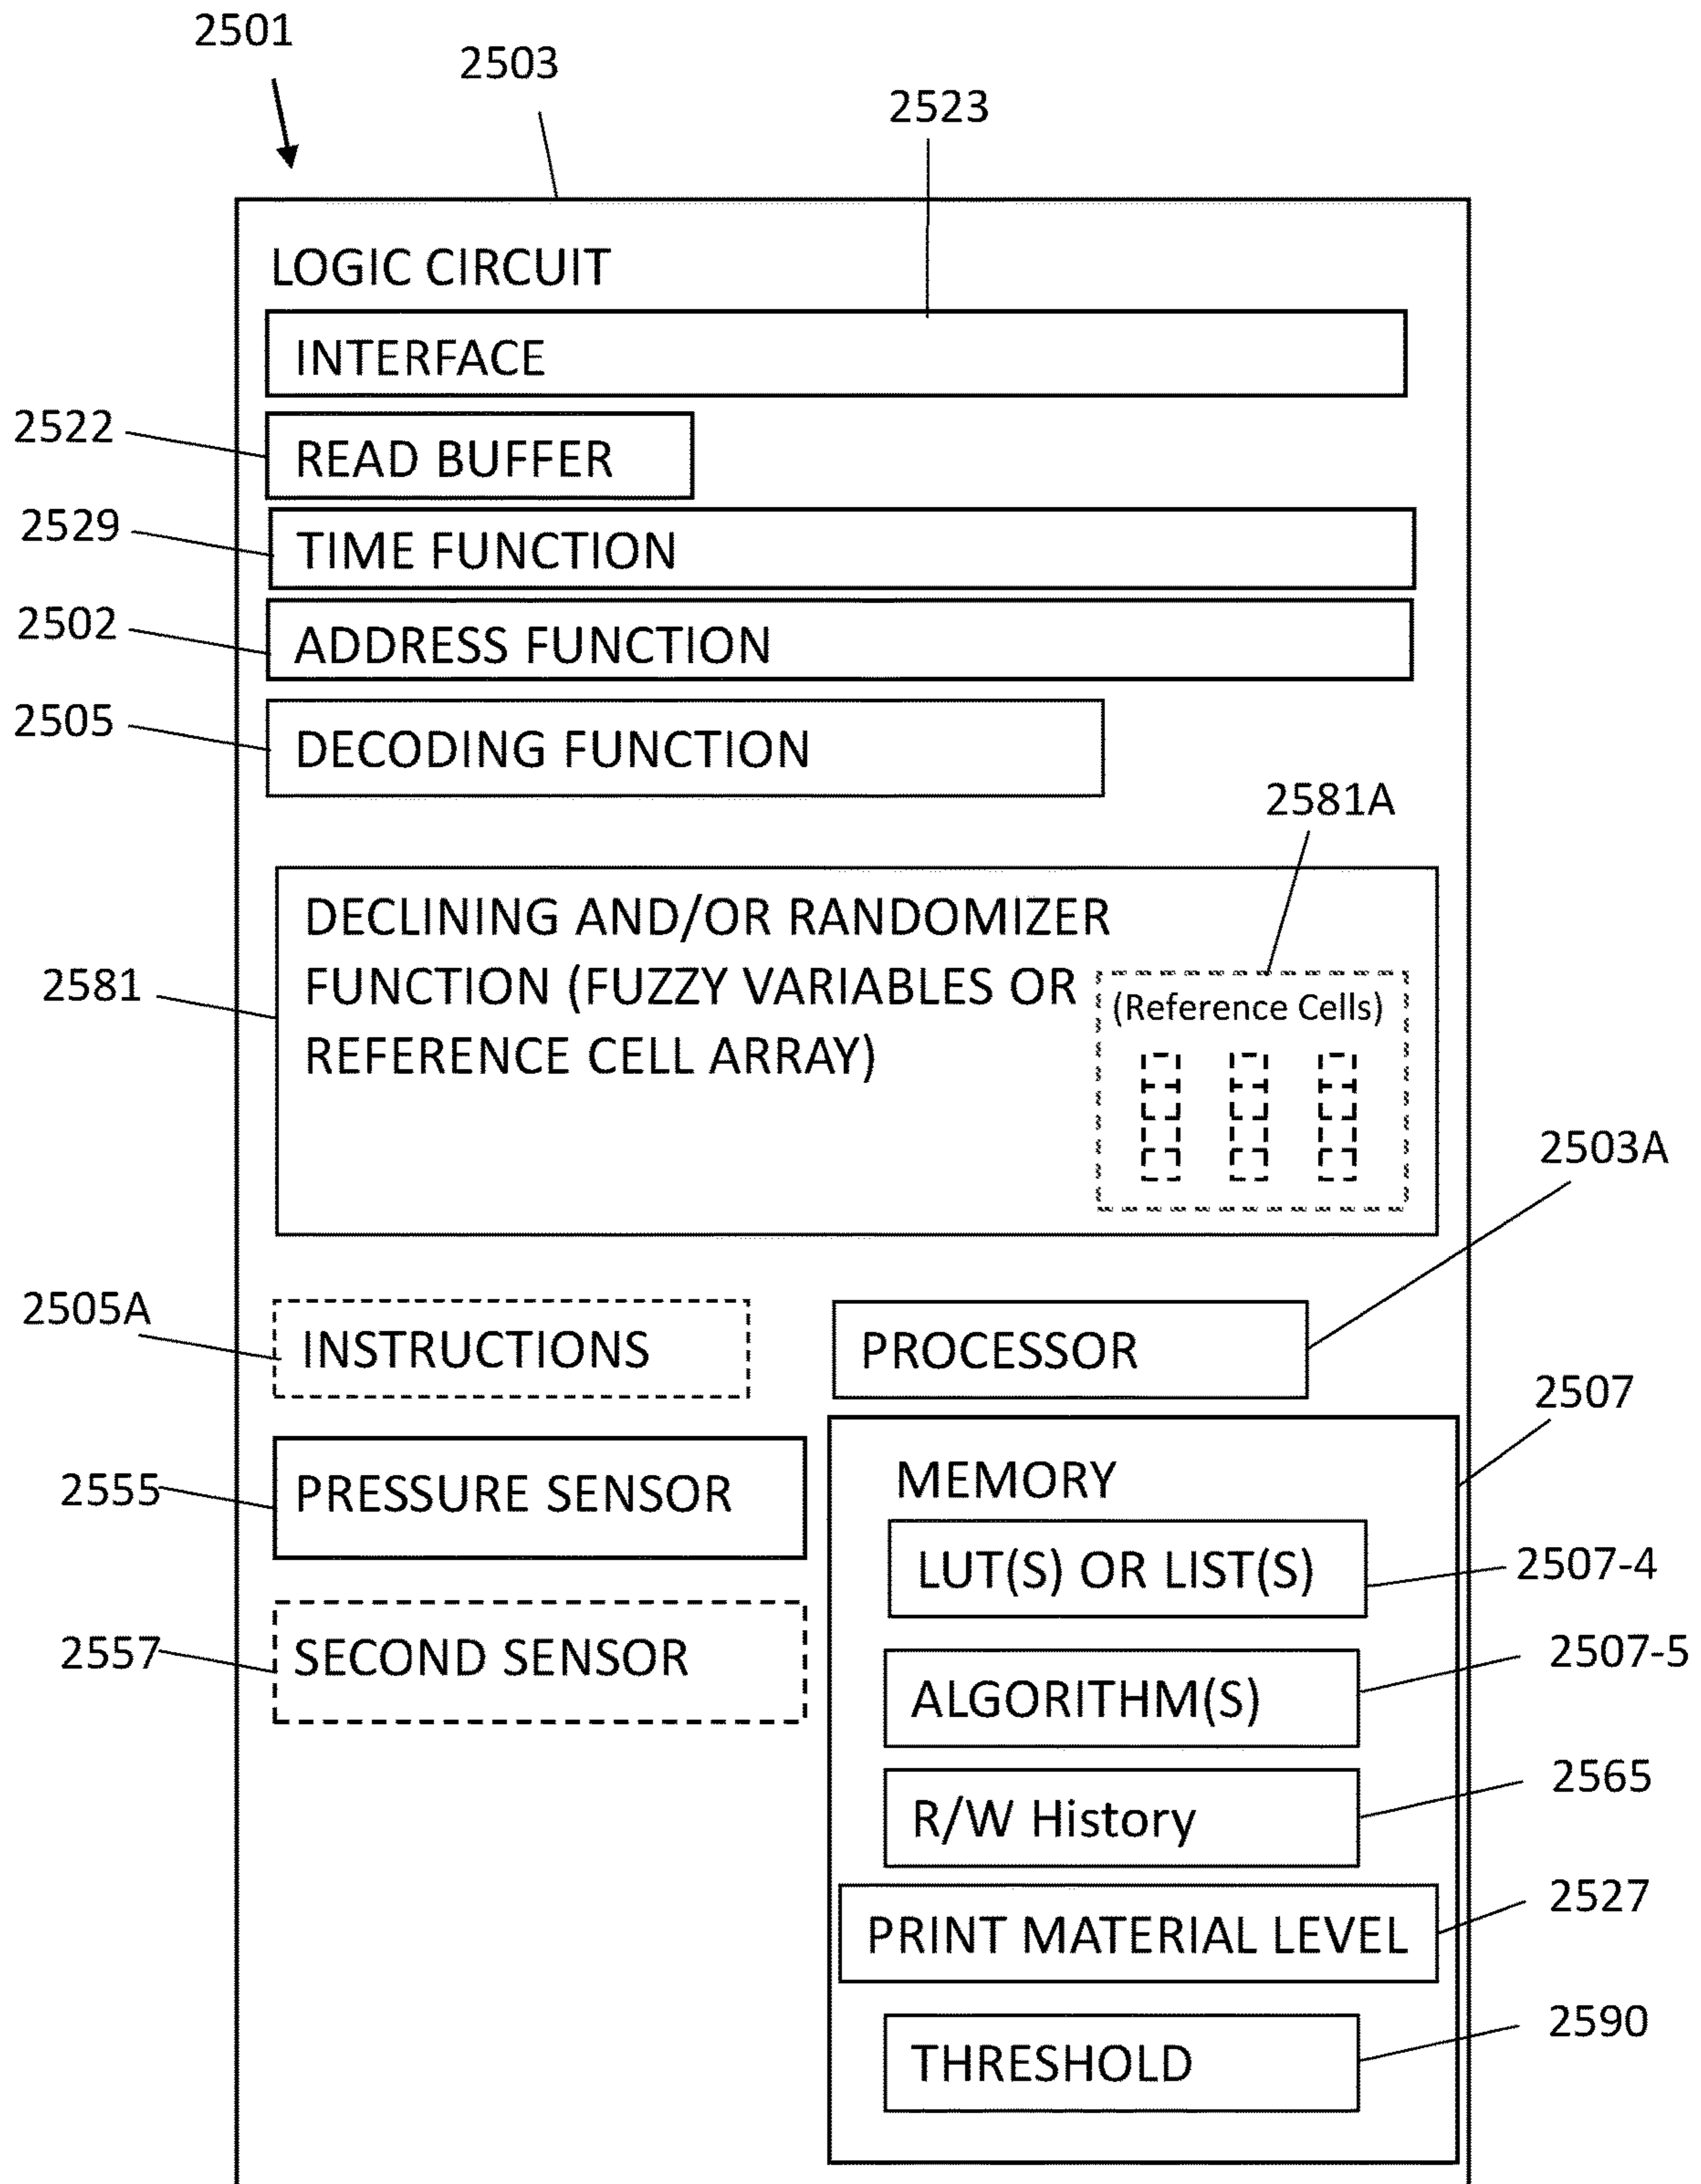 2501
2503
2523
LOGIC CIRCUIT
INTERFACE
2522
READ BUFFER
2529
TIME FUNCTION
2502
ADDRESS FUNCTION
2505
DECODING FUNCTION
2581A
DECLINING AND/OR RANDOMIZER
FUNCTION (FUZZY VARIABLES OR
REFERENCE CELL ARRAY)
(Reference Cells)
2581
2503A
2505A
INSTRUCTIONS
PROCESSOR
2507
2555
PRESSURE SENSOR
MEMORY
LUT(S) OR LIST(S)
2507-4
2557
SECOND SENSOR
ALGORITHM(S)
2507-5
R/W History
2565
PRINT MATERIAL LEVEL
2527
THRESHOLD
2590